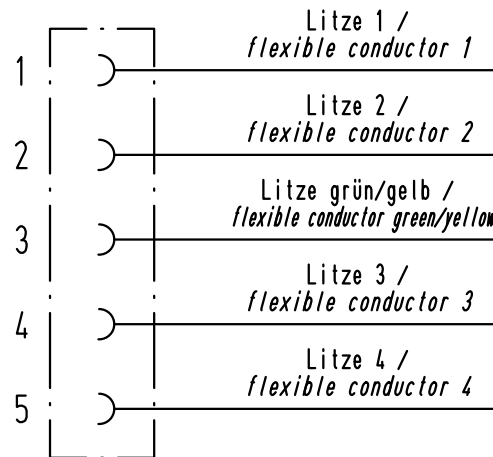 Litze 1 /
1 flexible conductor 1
Litze 2 /
2 flexible conductor 2
Litze grün/gelb /
3 flexible conductor green/yellow
Litze 3 /
4 flexible conductor 3
Litze 4 /
5 flexible conductor 4